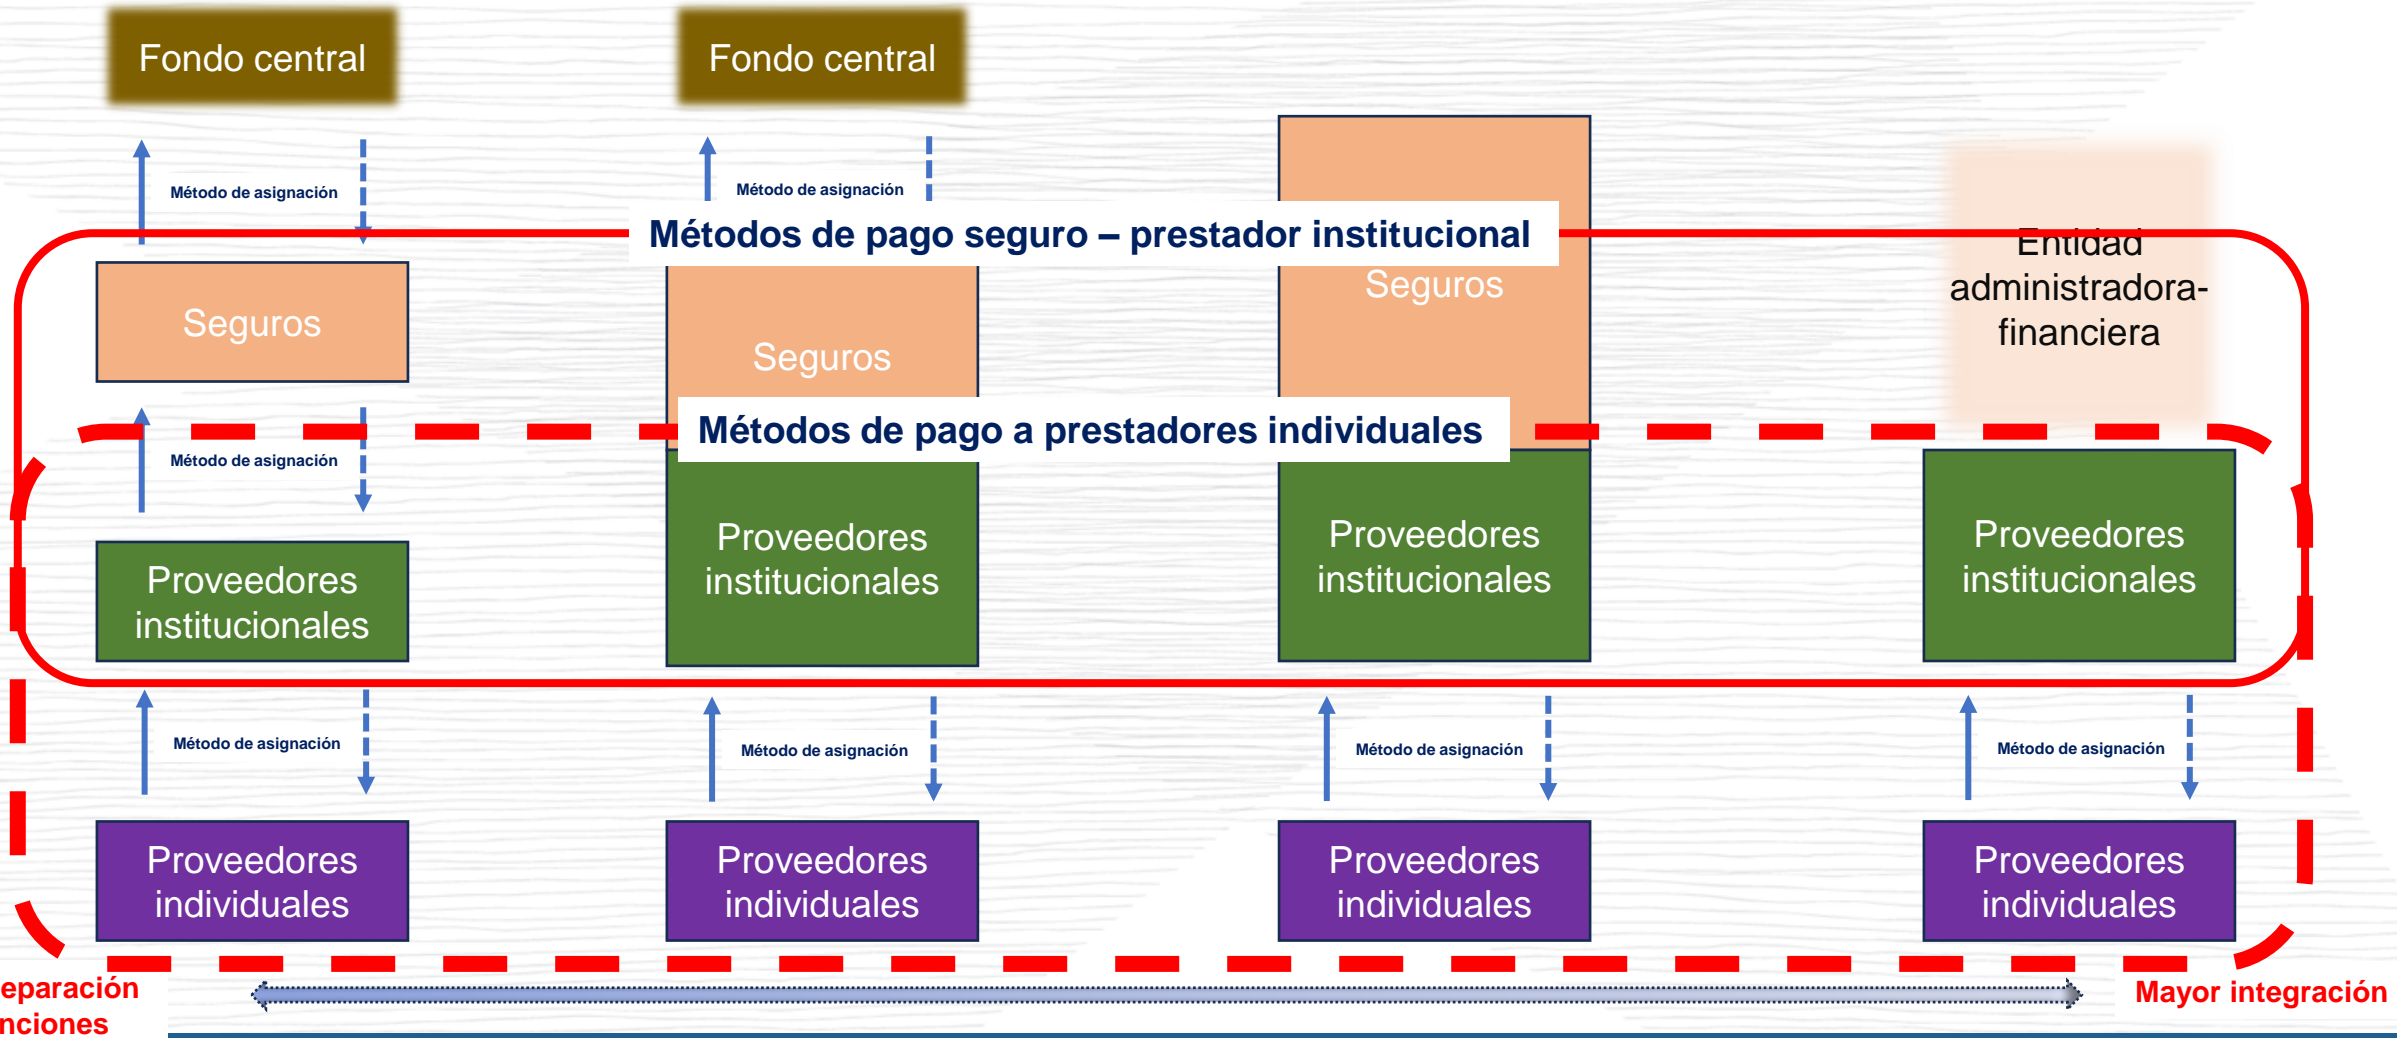 Fondo central
Fondo central
Método de asignación
Método de asignación
Métodos de pago seguro – prestador institucional
Entidad
administradora-
financiera
Seguros
Seguros
Seguros
Métodos de pago a prestadores individuales
Método de asignación
Proveedores
institucionales
Proveedores
institucionales
Proveedores
institucionales
Proveedores
institucionales
Método de asignación
Método de asignación
Método de asignación
Método de asignación
Proveedores
individuales
Proveedores
individuales
Proveedores
individuales
Proveedores
individuales
eparación
nciones
Mayor integración